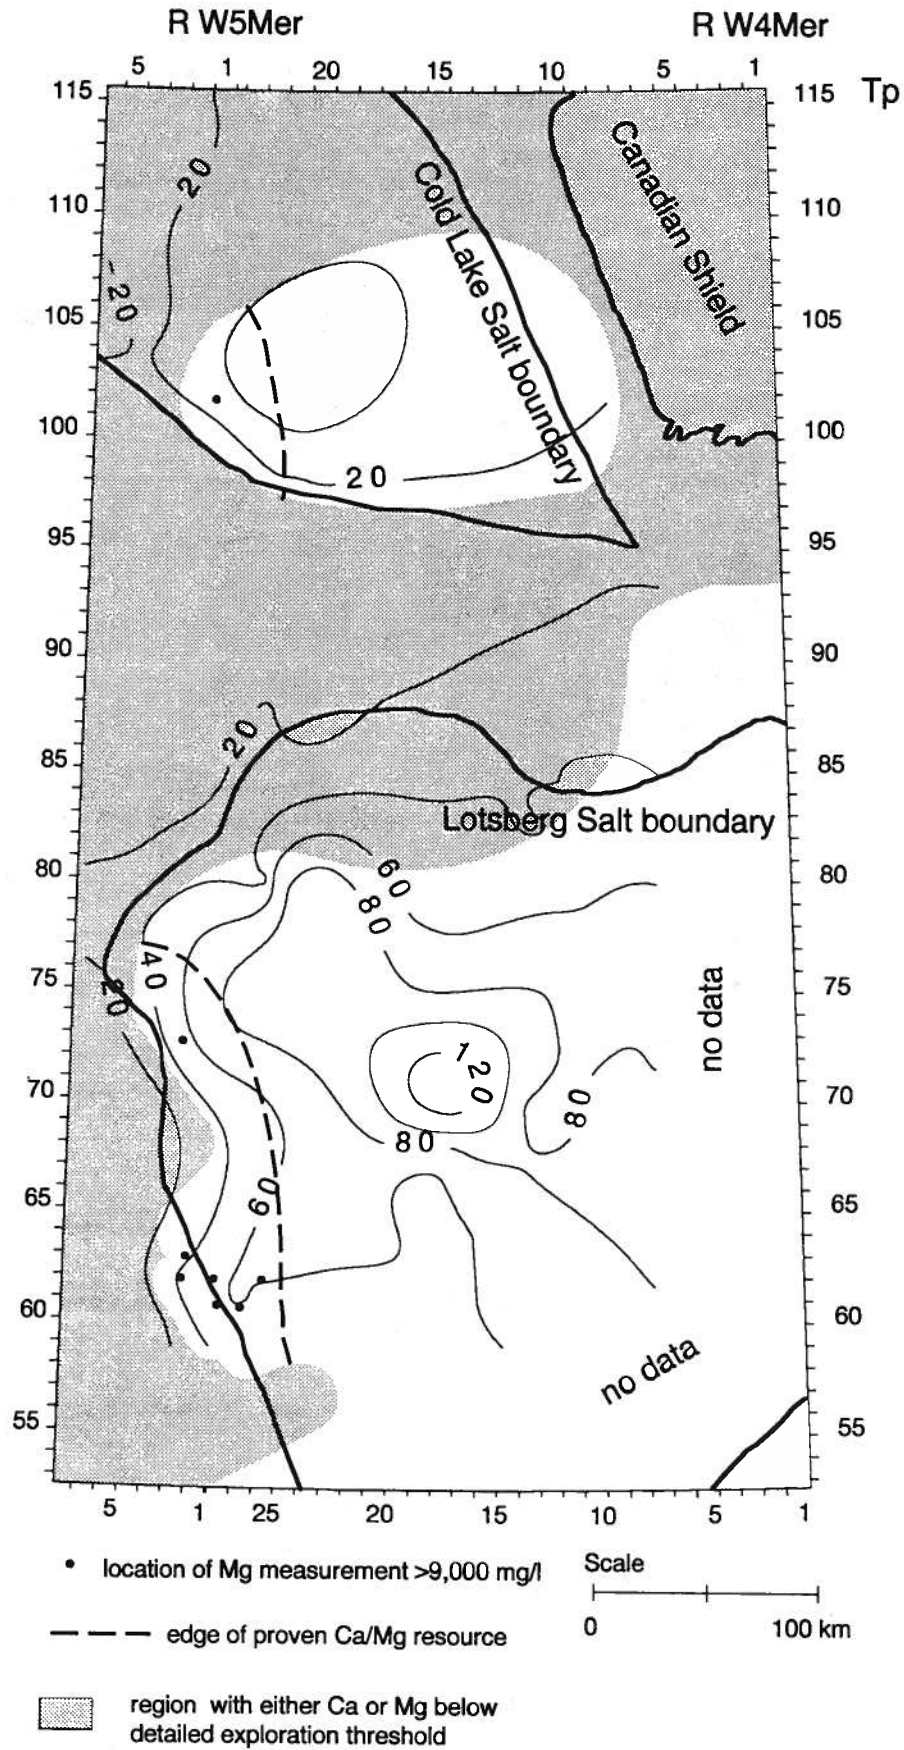 R W5Mer R W4Mer
5 1 20 15 10 5 1
115 115 Tp
Canadian Shield
20
Cold Lake Salt boundary
110 110
20
105 105
100 100
20
95 95
90 90
20
85 85
Lotsberg Salt boundary
80 80
60
80
40
75 75
20
no data
120
70 70
80
80
65 65
60
60 60
no data
55 55
5 1 25 20 15 10 5 1
location of Mg measurement >9,000 mg/l
Scale
0 100 km
edge of proven Ca/Mg resource
region with either Ca or Mg below
detailed exploration threshold